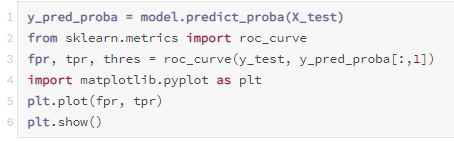 1 y_pred_proba = model.predict_proba(X_test)
2 from sklearn.metrics import roc_curve
3 fpr, tpr, thres = roc_curve(y_test, y_pred_proba[:,1])
4 import matplotlib.pyplot as plt
5 plt.plot(fpr, tpr)
6 plt.show()